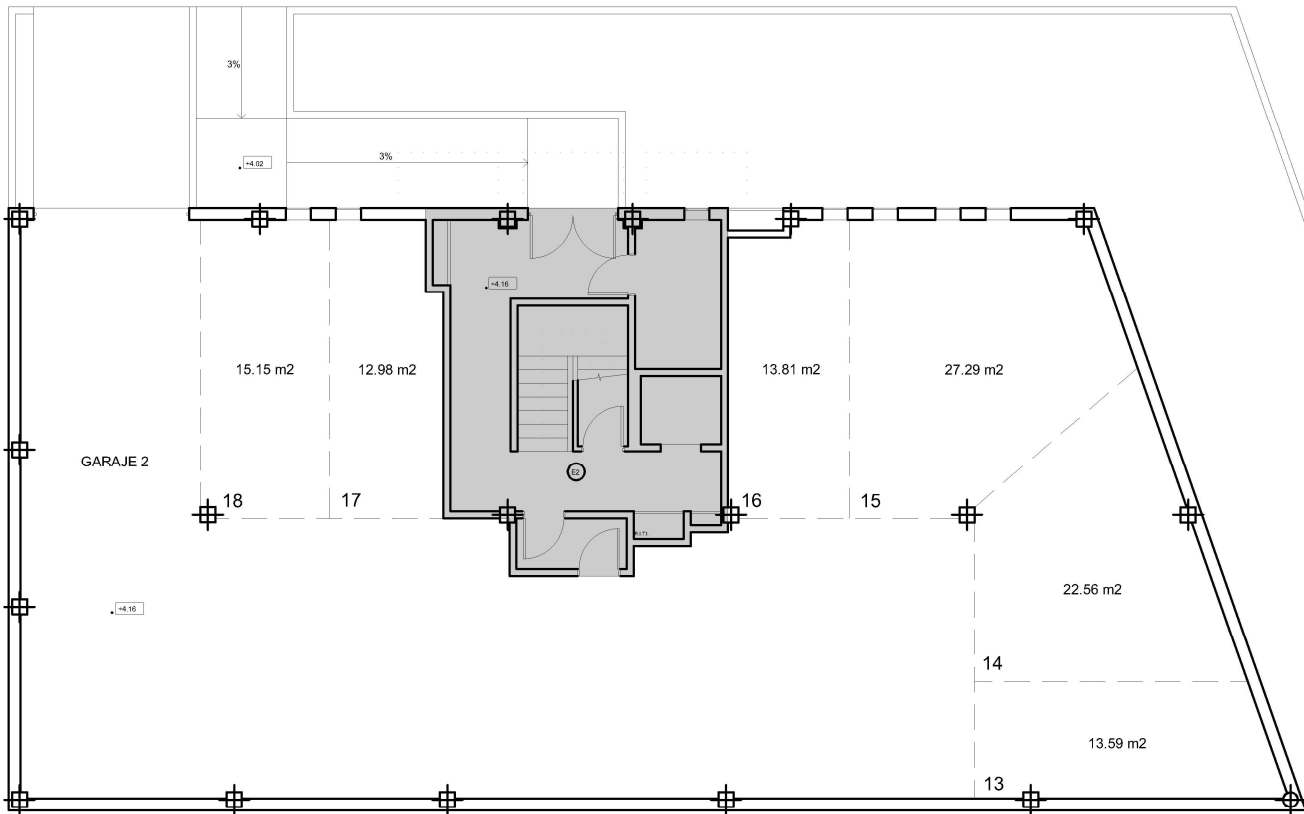 3%
3%
+4.02
+4.16
15.15 m2
12.98 m2
13.81 m2
27.29 m2
GARAJE 2
E2
18
17
16
15
R.I.T.I.
22.56 m2
+4.16
14
13.59 m2
13